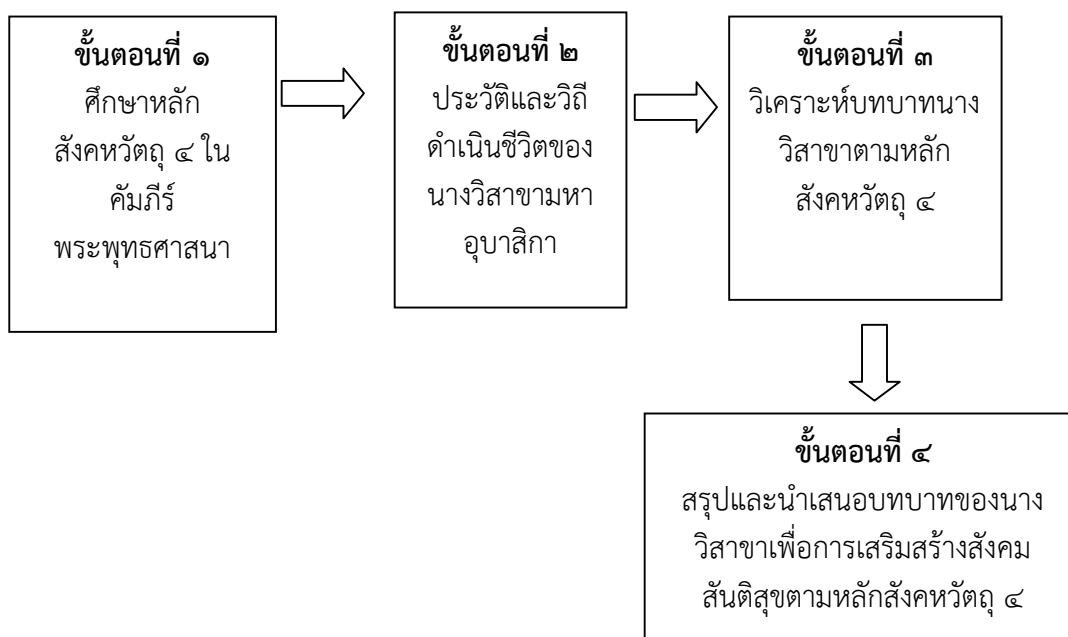 ขั้นตอนที่ ๑
ศึกษาหลัก
สังคหวัตถุ ๔ ใน
คัมภีร์
พระพุทธศาสนา
ขั้นตอนที่ ๒
ประวัติและวิถี
ดำเนินชีวิตของ
นางวิสาขามหา
อุบาสิกา
ขั้นตอนที่ ๓
วิเคราะห์บทบาทนาง
วิสาขาตามหลัก
สังคหวัตถุ ๔
ขั้นตอนที่ ๔
สรุปและนำเสนอบทบาทของนาง
วิสาขาเพื่อการเสริมสร้างสังคม
สันติสุขตามหลักสังคหวัตถุ ๔